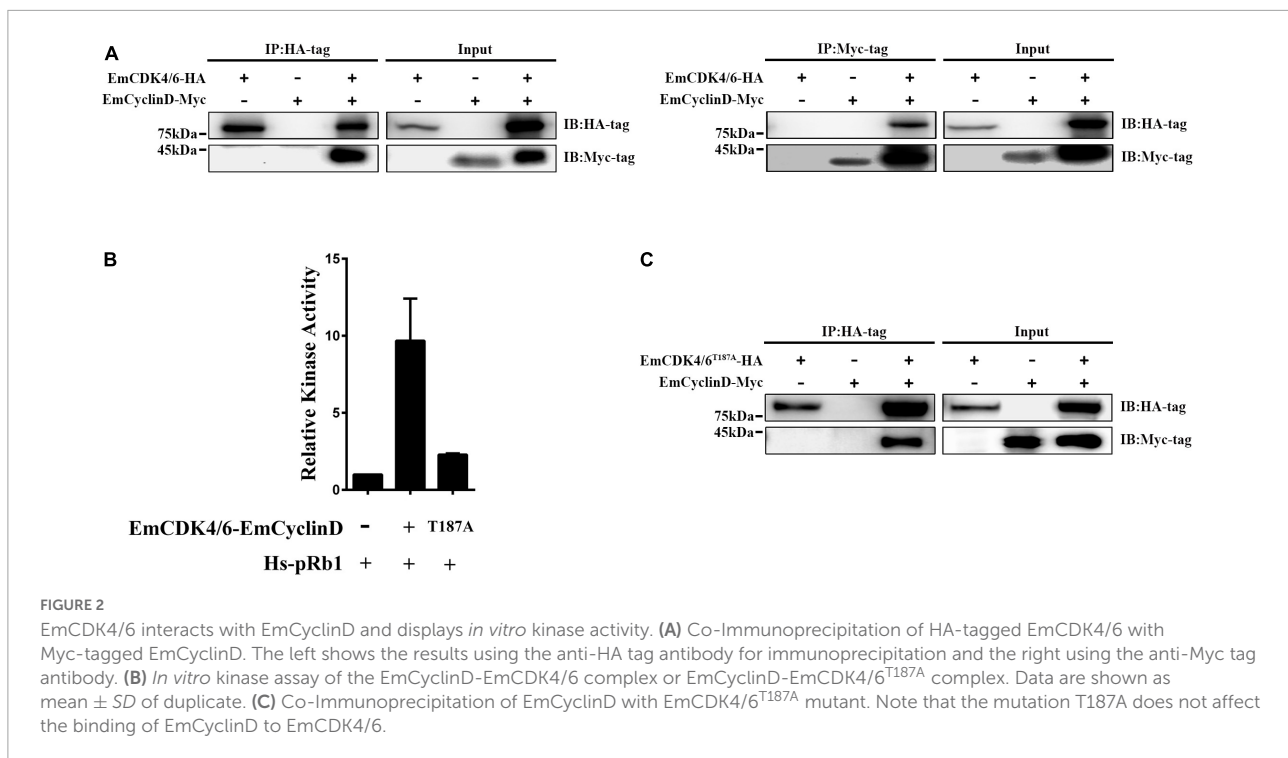 A
IP:HA-tag Input
EmCDK4/6-HA + - + + - +
EmCyclinD-Myc - + + - + +
75kDa IB:HA-tag
45kDa IB:Myc-tag
IP:Myc-tag Input
EmCDK4/6-HA + - + + - +
EmCyclinD-Myc - + + - + +
75kDa IB:HA-tag
45kDa IB:Myc-tag
B
Relative Kinase Activity
15
10
5
0
EmCDK4/6-EmCyclinD - + T187A
Hs-pRb1 + + +
C
IP:HA-tag Input
EmCDK4/6T187A-HA + - + + - +
EmCyclinD-Myc - + + - + +
75kDa IB:HA-tag
45kDa IB:Myc-tag
FIGURE 2
EmCDK4/6 interacts with EmCyclinD and displays in vitro kinase activity. (A) Co-Immunoprecipitation of HA-tagged EmCDK4/6 with
Myc-tagged EmCyclinD. The left shows the results using the anti-HA tag antibody for immunoprecipitation and the right using the anti-Myc tag
antibody. (B) In vitro kinase assay of the EmCyclinD-EmCDK4/6 complex or EmCyclinD-EmCDK4/6T187A complex. Data are shown as
mean ± SD of duplicate. (C) Co-Immunoprecipitation of EmCyclinD with EmCDK4/6T187A mutant. Note that the mutation T187A does not affect
the binding of EmCyclinD to EmCDK4/6.